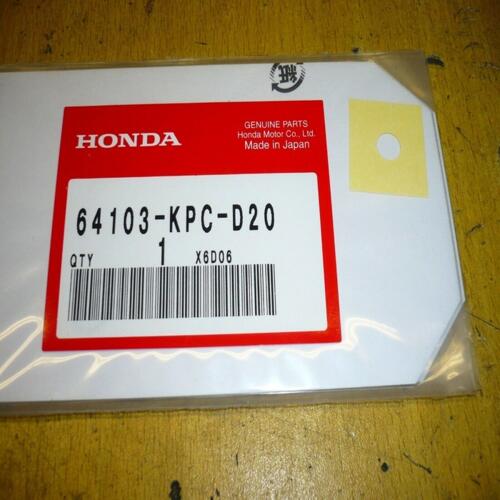 GENUINE PARTS
HONDA
Honda Motor Co., Ltd.
Made in Japan
64103-KPC-D20
QTY 1 X6D06